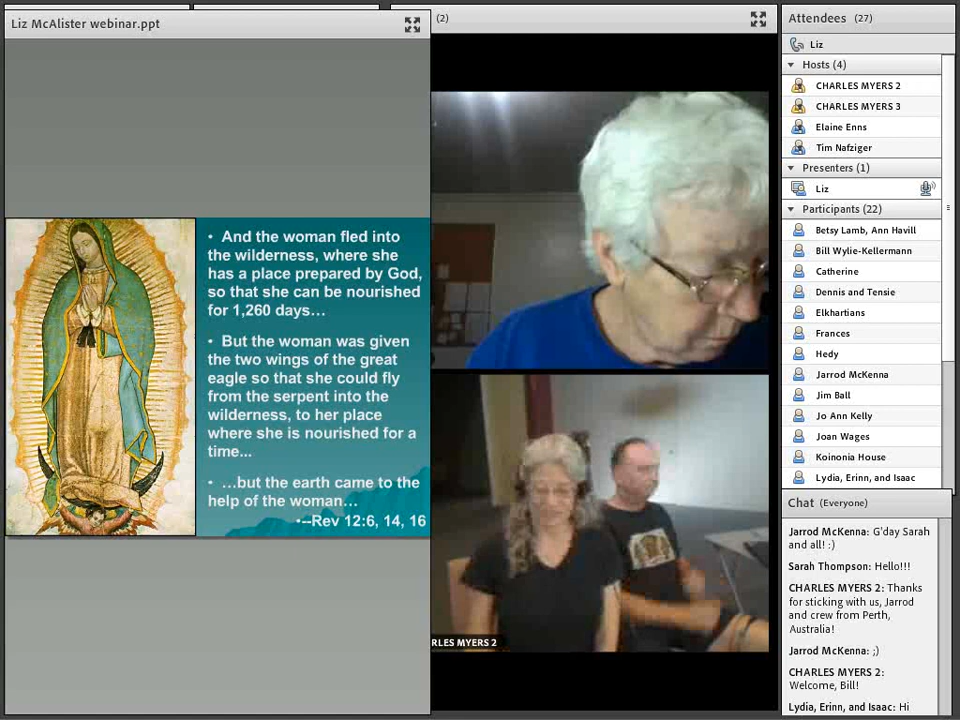 Liz McAlister webinar.ppt
• And the woman fled into
the wilderness, where she
has a place prepared by God,
so that she can be nourished
for 1,260 days…
• But the woman was given
the two wings of the great
eagle so that she could fly
from the serpent into the
wilderness, to her place
where she is nourished for a
time...
• …but the earth came to the
help of the woman…
•--Rev 12:6, 14, 16
(2)
RLES MYERS 2
Attendees (27)
Liz
Hosts (4)
CHARLES MYERS 2
CHARLES MYERS 3
Elaine Enns
Tim Nafziger
Presenters (1)
Liz
Participants (22)
Betsy Lamb, Ann Havill
Bill Wylie-Kellermann
Catherine
Dennis and Tensie
Elkhartians
Frances
Hedy
Jarrod McKenna
Jim Ball
Jo Ann Kelly
Joan Wages
Koinonia House
Lydia, Erinn, and Isaac
Chat (Everyone)
Jarrod McKenna: G'day Sarah
and all! :)
Sarah Thompson: Hello!!!
CHARLES MYERS 2: Thanks
for sticking with us, Jarrod
and crew from Perth,
Australia!
Jarrod McKenna: ;)
CHARLES MYERS 2:
Welcome, Bill!
Lydia, Erinn, and Isaac: Hi